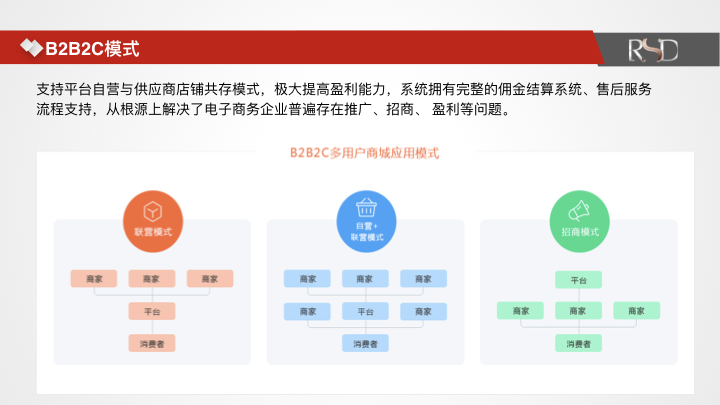 B2B2C模式
RSD
支持平台自营与供应商店铺共存模式，极大提高盈利能力，系统拥有完整的佣金结算系统、售后服务
流程支持，从根源上解决了电子商务企业普遍存在推广、招商、 盈利等问题。
B2B2C多用户商城应用模式
联营模式
商家 商家 商家
平台
消费者
自营+
联营模式
商家 商家 商家
商家 平台 商家
消费者
招商模式
平台
商家 商家 商家
消费者